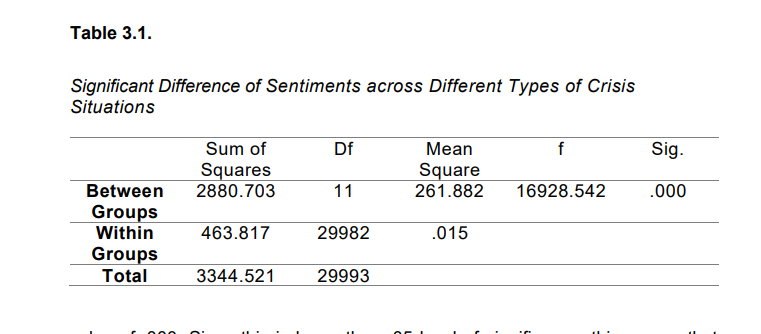 Table 3.1.
Significant Difference of Sentiments across Different Types of Crisis
Situations
Sum of Squares Df Mean Square f Sig.
Between Groups 2880.703 11 261.882 16928.542 .000
Within Groups 463.817 29982 .015
Total 3344.521 29993